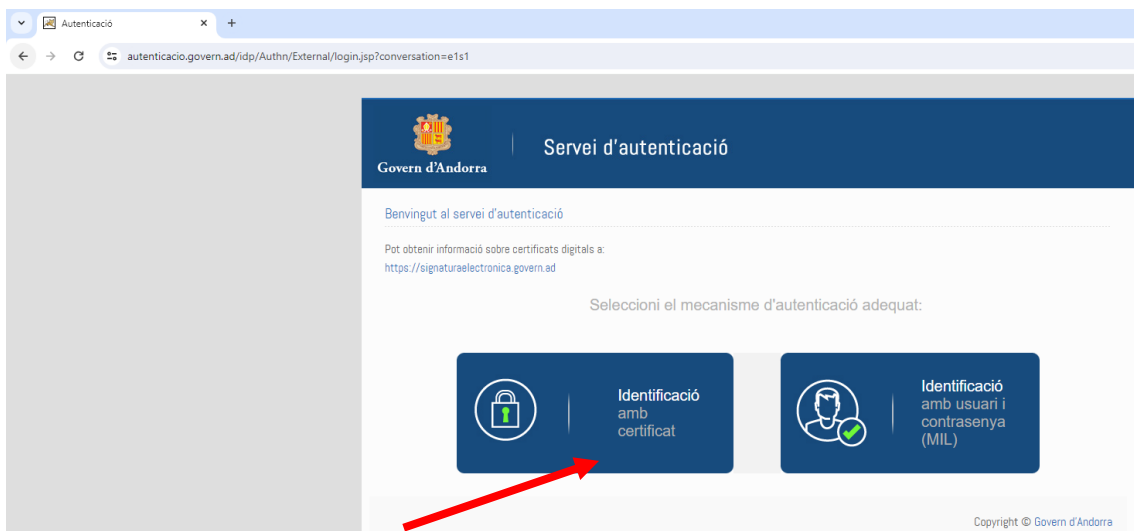 Autenticació
autenticacio.govern.ad/idp/Authn/External/login.jsp?conversation=e1s1
Govern d'Andorra
Servei d'autenticació
Benvingut al servei d'autenticació
Pot obtenir informació sobre certificats digitals a:
https://signaturaelectronica.govern.ad
Seleccioni el mecanisme d'autenticació adequat:
Identificació
amb
certificat
Identificació
amb usuari i
contrasenya
(MIL)
Copyright © Govern d'Andorra